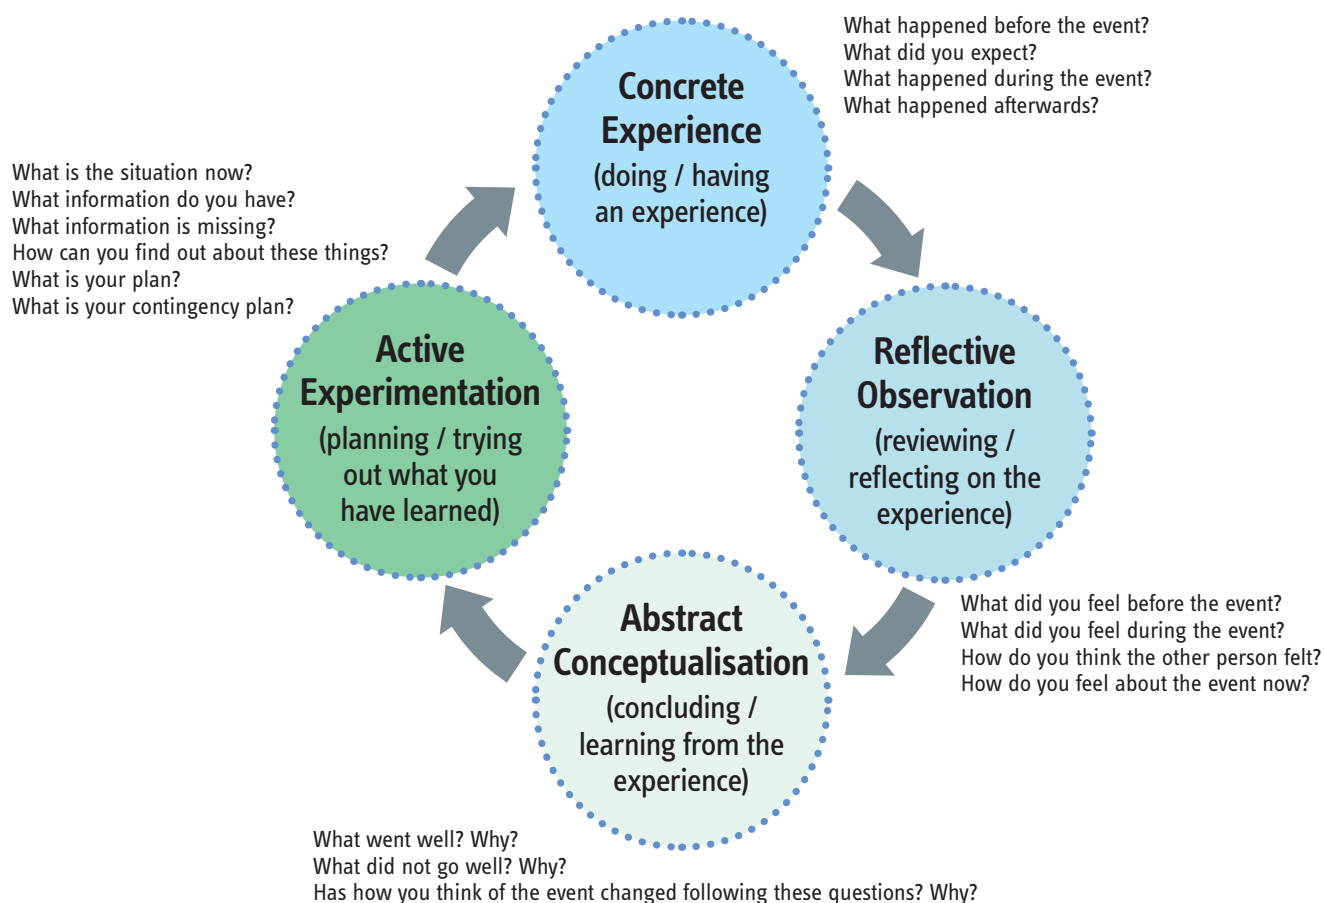 Concrete
Experience
(doing / having
an experience)
What happened before the event?
What did you expect?
What happened during the event?
What happened afterwards?
Reflective
Observation
(reviewing /
reflecting on the
experience)
What did you feel before the event?
What did you feel during the event?
How do you think the other person felt?
How do you feel about the event now?
Abstract
Conceptualisation
(concluding /
learning from the
experience)
What went well? Why?
What did not go well? Why?
Has how you think of the event changed following these questions? Why?
Active
Experimentation
(planning / trying
out what you
have learned)
What is the situation now?
What information do you have?
What information is missing?
How can you find out about these things?
What is your plan?
What is your contingency plan?